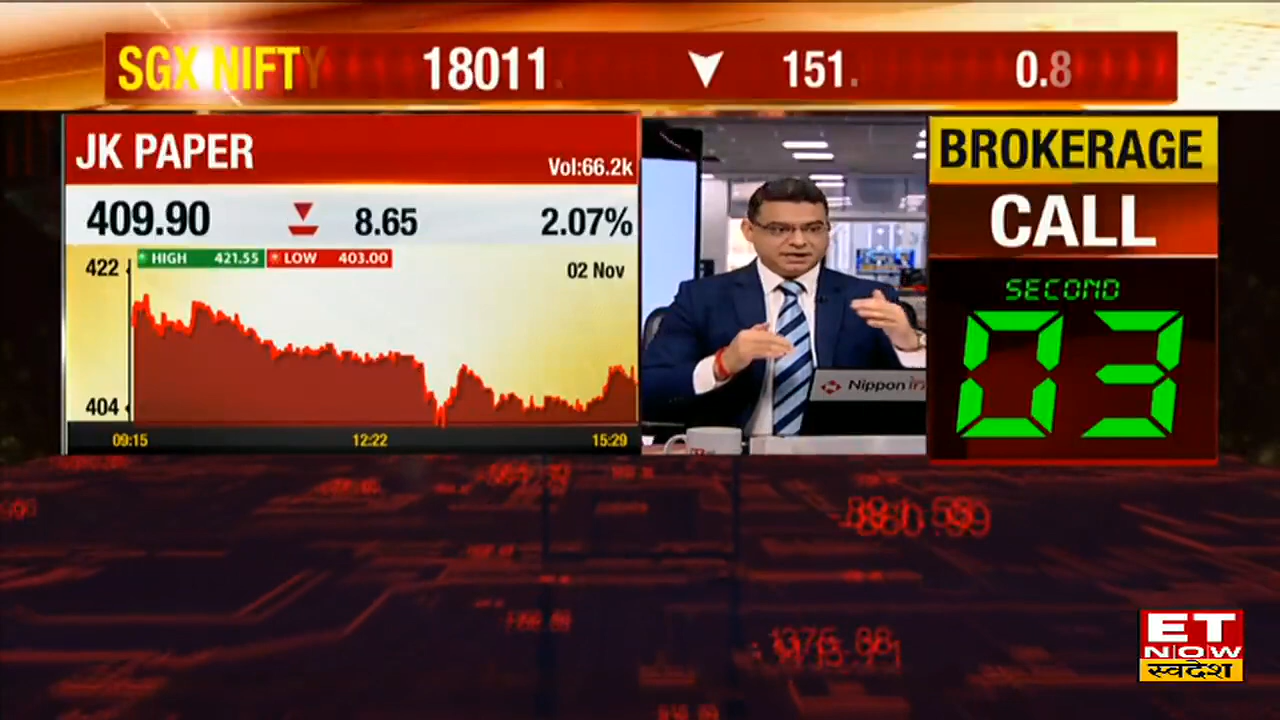 SGX NIFTY 18011. 151. 0.8
JK PAPER
Vol:66.2k
409.90 8.65 2.07%
HIGH 421.55 LOW 403.00
02 Nov
422
404
09:15 12:22 15:29
Nippon in
BROKERAGE
CALL
SECOND
03
ET
NOW
स्वदेश